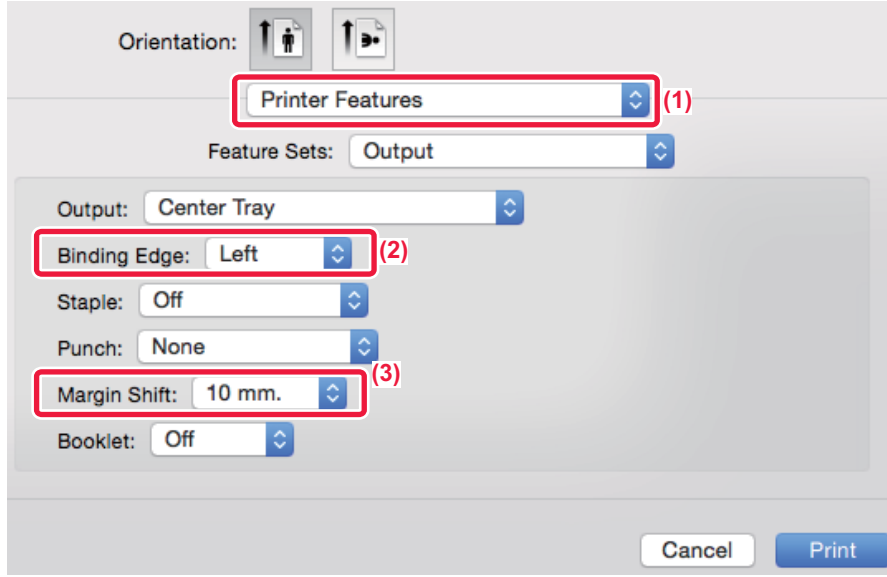 Orientation:
Printer Features (1)
Feature Sets: Output
Output: Center Tray
Binding Edge: Left (2)
Staple: Off
Punch: None
(3)
Margin Shift: 10 mm.
Booklet: Off
Cancel Print